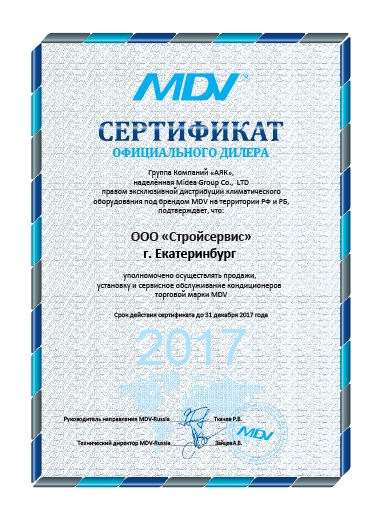 MDV®
СЕРТИФИКАТ
ОФИЦИАЛЬНОГО ДИЛЕРА
Группа Компаний «АЯК»,
наделённая Midea Group Co., LTD
правом эксклюзивной дистрибуции климатического
оборудования под брендом MDV на территории РФ и РБ,
подтверждает, что:
ООО «Стройсервис»
г. Екатеринбург
уполномочено осуществлять продажи,
установку и сервисное обслуживание кондиционеров
торговой марки MDV
Срок действия сертификата до 31 декабря 2017 года
2017
Руководитель направления MDV-Russia Ткачев Р.В.
Технический директор MDV-Russia Зайцев А.В.
MDV